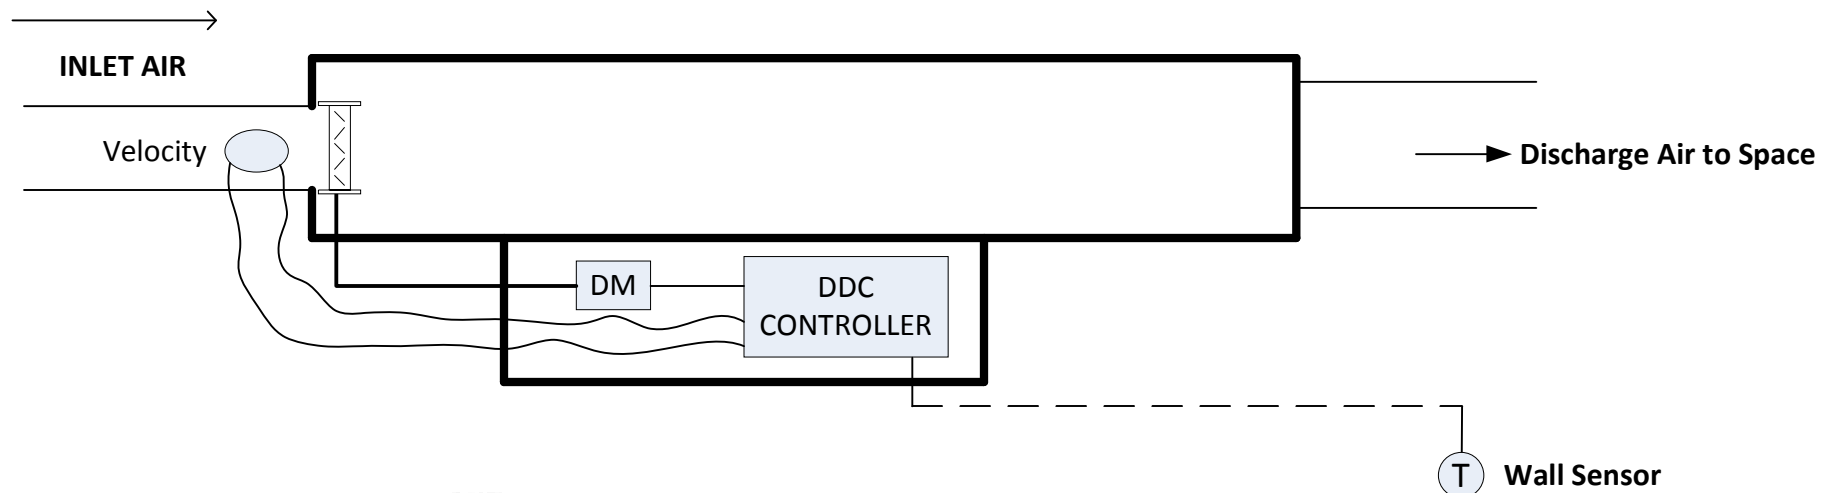 INLET AIR
Velocity
Discharge Air to Space
DM
DDC
CONTROLLER
T
Wall Sensor